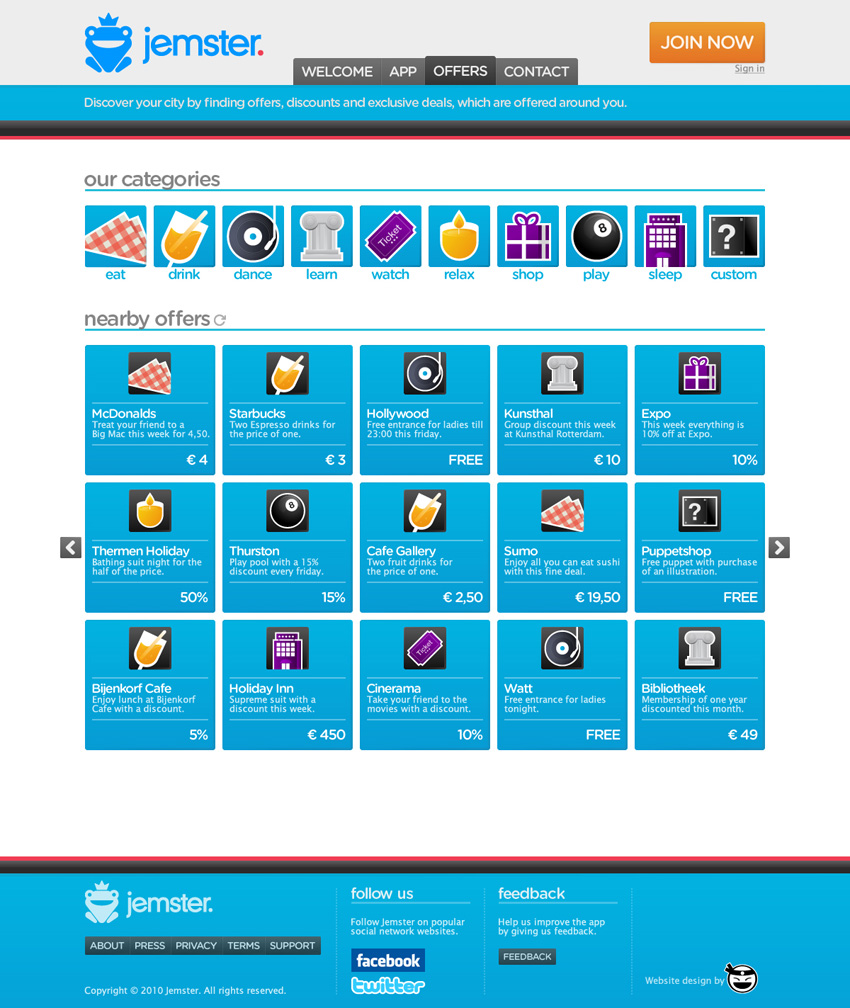 jemster.
WELCOME
APP
OFFERS
CONTACT
JOIN NOW
Sign in
Discover your city by finding offers, discounts and exclusive deals, which are offered around you.
our categories
Ticket
8
?
eat
drink
dance
learn
watch
relax
shop
play
sleep
custom
nearby offers
McDonalds
Treat your friend to a
Big Mac this week for 4,50.
€ 4
Starbucks
Two Espresso drinks for
the price of one.
€ 3
Hollywood
Free entrance for ladies till
23:00 this friday.
FREE
Kunsthal
Group discount this week
at Kunsthal Rotterdam.
€ 10
Expo
This week everything is
10% off at Expo.
10%
Thermen Holiday
Bathing suit night for the
half of the price.
50%
8
Thurston
Play pool with a 15%
discount every friday.
15%
Cafe Gallery
Two fruit drinks for
the price of one.
€ 2,50
Sumo
Enjoy all you can eat sushi
with this fine deal.
€ 19,50
?
Puppetshop
Free puppet with purchase
of an illustration.
FREE
Bijenkorf Cafe
Enjoy lunch at Bijenkorf
Cafe with a discount.
5%
Holiday Inn
Supreme suit with a
discount this week.
€ 450
Ticket
Cinerama
Take your friend to the
movies with a discount.
10%
Watt
Free entrance for ladies
tonight.
FREE
Bibliotheek
Membership of one year
discounted this month.
€ 49
jemster.
ABOUT
PRESS
PRIVACY
TERMS
SUPPORT
Copyright © 2010 Jemster. All rights reserved.
follow us
Follow Jemster on popular
social network websites.
facebook
twitter
feedback
Help us improve the app
by giving us feedback.
FEEDBACK
Website design by